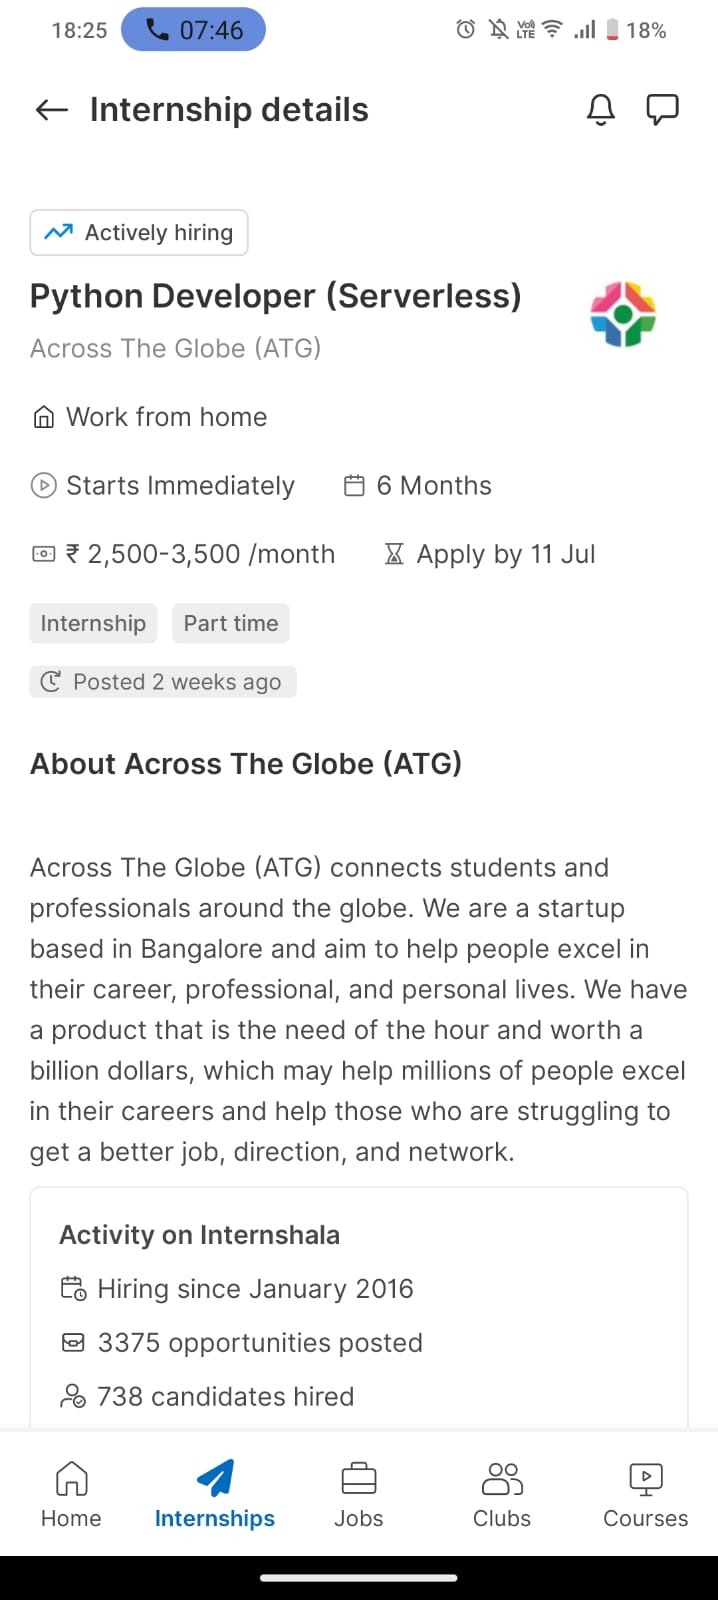 18:25 07:46 Vo) LTE 18%
Internship details
Actively hiring
Python Developer (Serverless)
Across The Globe (ATG)
Work from home
Starts Immediately 6 Months
₹ 2,500-3,500 /month Apply by 11 Jul
Internship Part time
Posted 2 weeks ago
About Across The Globe (ATG)
Across The Globe (ATG) connects students and
professionals around the globe. We are a startup
based in Bangalore and aim to help people excel in
their career, professional, and personal lives. We have
a product that is the need of the hour and worth a
billion dollars, which may help millions of people excel
in their careers and help those who are struggling to
get a better job, direction, and network.
Activity on Internshala
Hiring since January 2016
3375 opportunities posted
738 candidates hired
Home Internships Jobs Clubs Courses